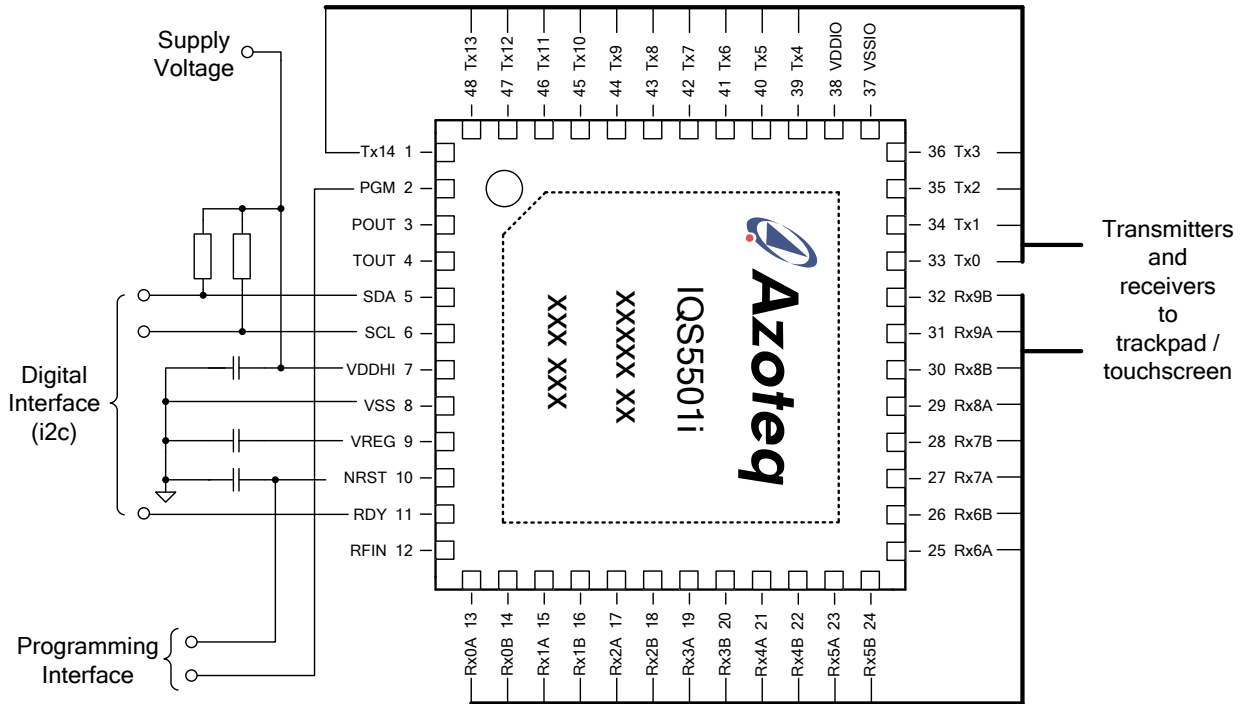 Supply
Voltage
48 Tx13
47 Tx12
46 Tx11
45 Tx10
44 Tx9
43 Tx8
42 Tx7
41 Tx6
40 Tx5
39 Tx4
38 VDDIO
37 VSSIO
Tx14 1
PGM 2
POUT 3
TOUT 4
SDA 5
SCL 6
VDDHI 7
VSS 8
VREG 9
NRST 10
RDY 11
RFIN 12
Digital
Interface
(i2c)
Programming
Interface
Azoteq
IQS5501i
XXXXX XX
XXX XXX
36 Tx3
35 Tx2
34 Tx1
33 Tx0
32 Rx9B
31 Rx9A
30 Rx8B
29 Rx8A
28 Rx7B
27 Rx7A
26 Rx6B
25 Rx6A
Transmitters
and
receivers
to
trackpad /
touchscreen
Rx0A 13
Rx0B 14
Rx1A 15
Rx1B 16
Rx2A 17
Rx2B 18
Rx3A 19
Rx3B 20
Rx4A 21
Rx4B 22
Rx5A 23
Rx5B 24